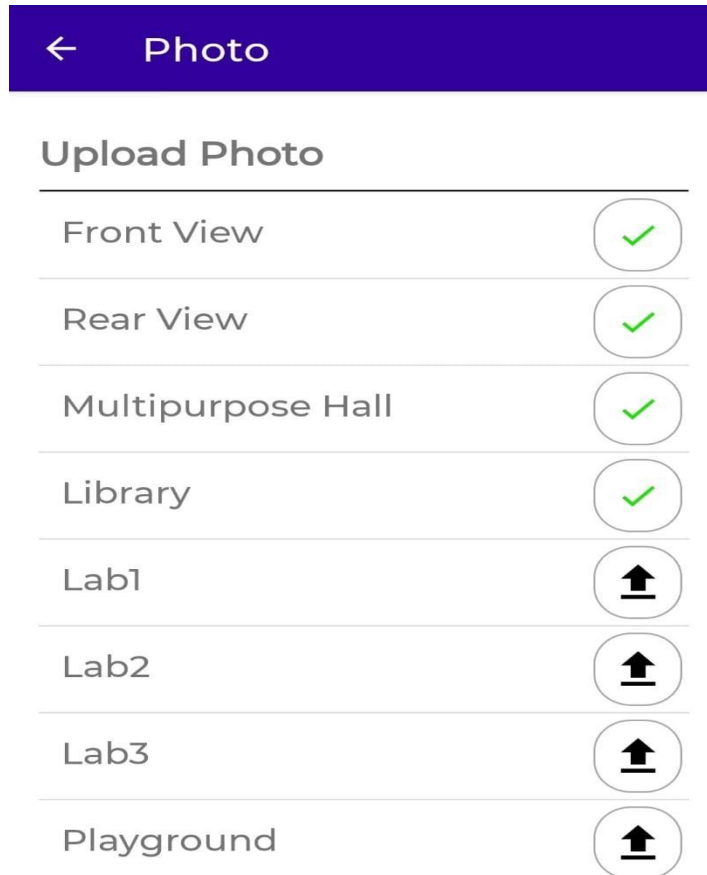 Photo
Upload Photo
Front View
Rear View
Multipurpose Hall
Library
Lab1
Lab2
Lab3
Playground